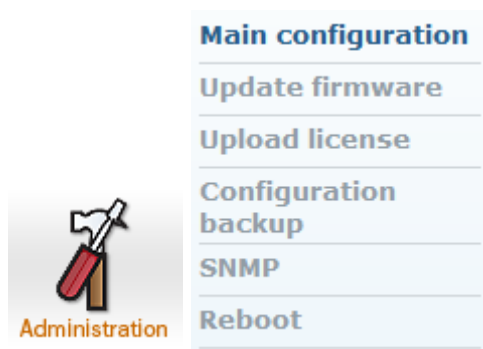 Main configuration
Update firmware
Upload license
Configuration
backup
SNMP
Reboot
Administration